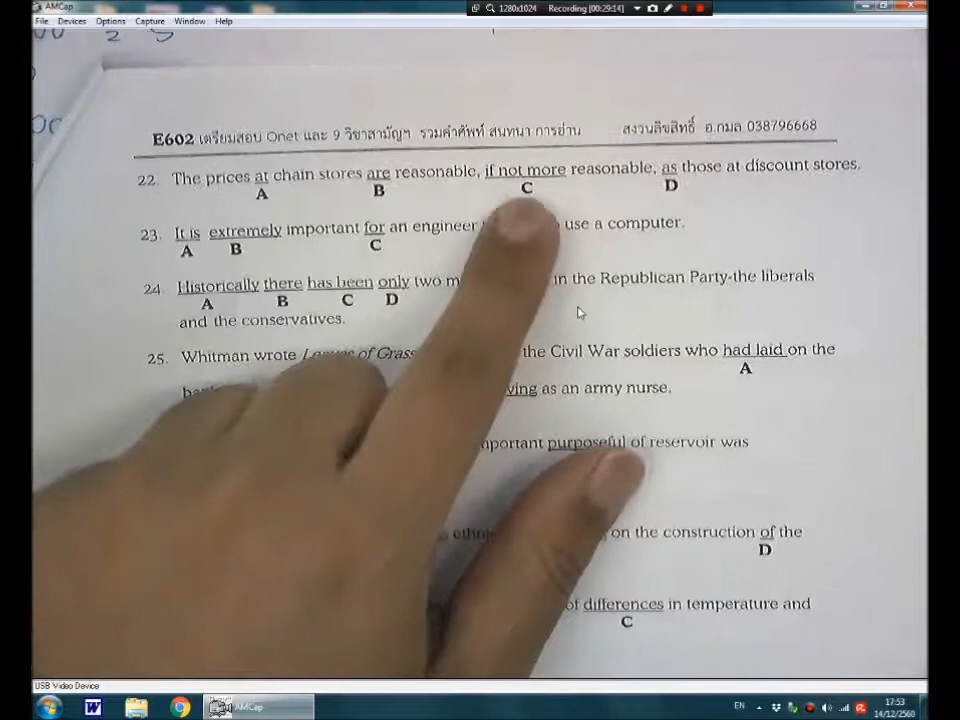 AMCap
1280x1024 Recording [00:29:14]
File Devices Options Capture Window Help
E602 เตรียมสอบ Onet และ 9 วิชาสามัญฯ รวมคำศัพท์ สนทนา การอ่าน สงวนลิขสิทธิ์ อ.กมล 038796668
22. The prices at chain stores are reasonable, if not more reasonable, as those at discount stores.
A B C D
23. It is extremely important for an engineer use a computer.
A B C
24. Historically there has been only two in the Republican Party-the liberals
A B C D
and the conservatives.
25. Whitman wrote Leaves of Grass the Civil War soldiers who had laid on the
A
as an army nurse.
purposeful of reservoir was
on the construction of the
D
of differences in temperature and
C
USB Video Device
AMCap
EN
17:53
14/12/2560